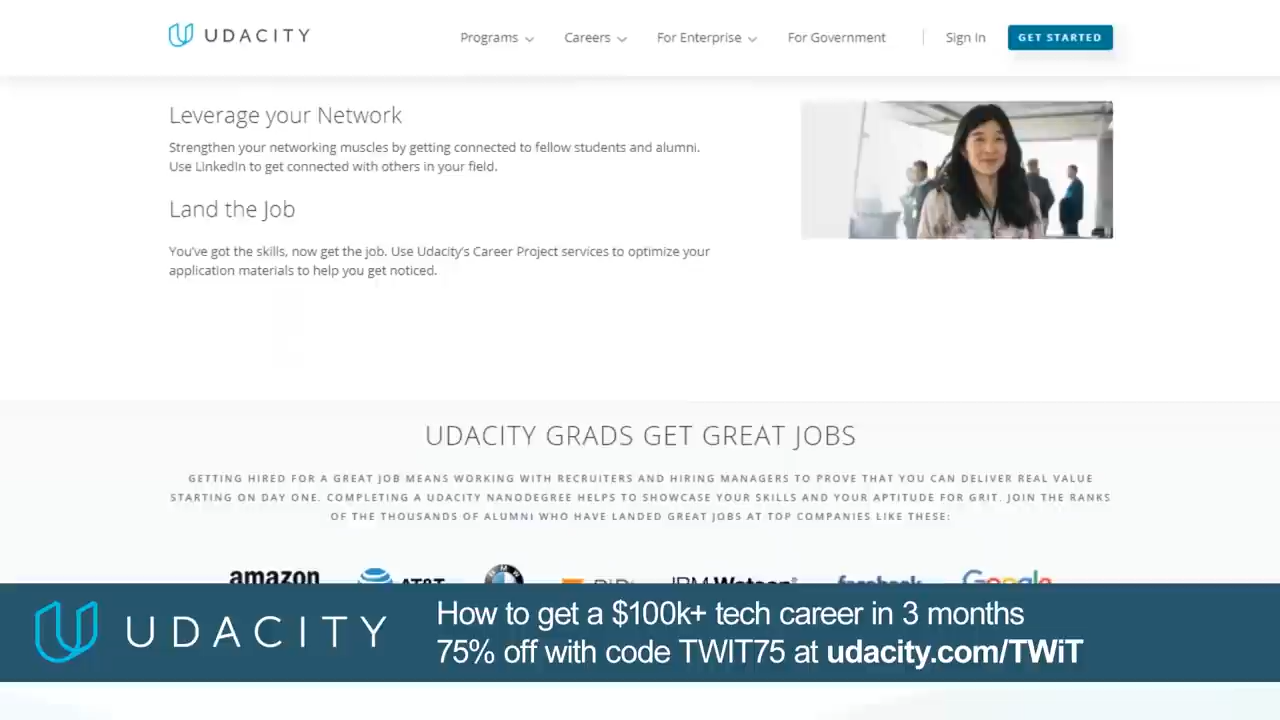 UDACITY
Programs
Careers
For Enterprise
For Government
Sign In
GET STARTED
Leverage your Network
Strengthen your networking muscles by getting connected to fellow students and alumni.
Use LinkedIn to get connected with others in your field.
Land the Job
You've got the skills, now get the job. Use Udacity's Career Project services to optimize your
application materials to help you get noticed.
UDACITY GRADS GET GREAT JOBS
GETTING HIRED FOR A GREAT JOB MEANS WORKING WITH RECRUITERS AND HIRING MANAGERS TO PROVE THAT YOU CAN DELIVER REAL VALUE
STARTING ON DAY ONE. COMPLETING A UDACITY NANODEGREE HELPS TO SHOWCASE YOUR SKILLS AND YOUR APTITUDE FOR GRIT. JOIN THE RANKS
OF THE THOUSANDS OF ALUMNI WHO HAVE LANDED GREAT JOBS AT TOP COMPANIES LIKE THESE:
amazon AT&T BMW IBM Watson facebook Google
UDACITY
How to get a $100k+ tech career in 3 months
75% off with code TWIT75 at udacity.com/TWiT